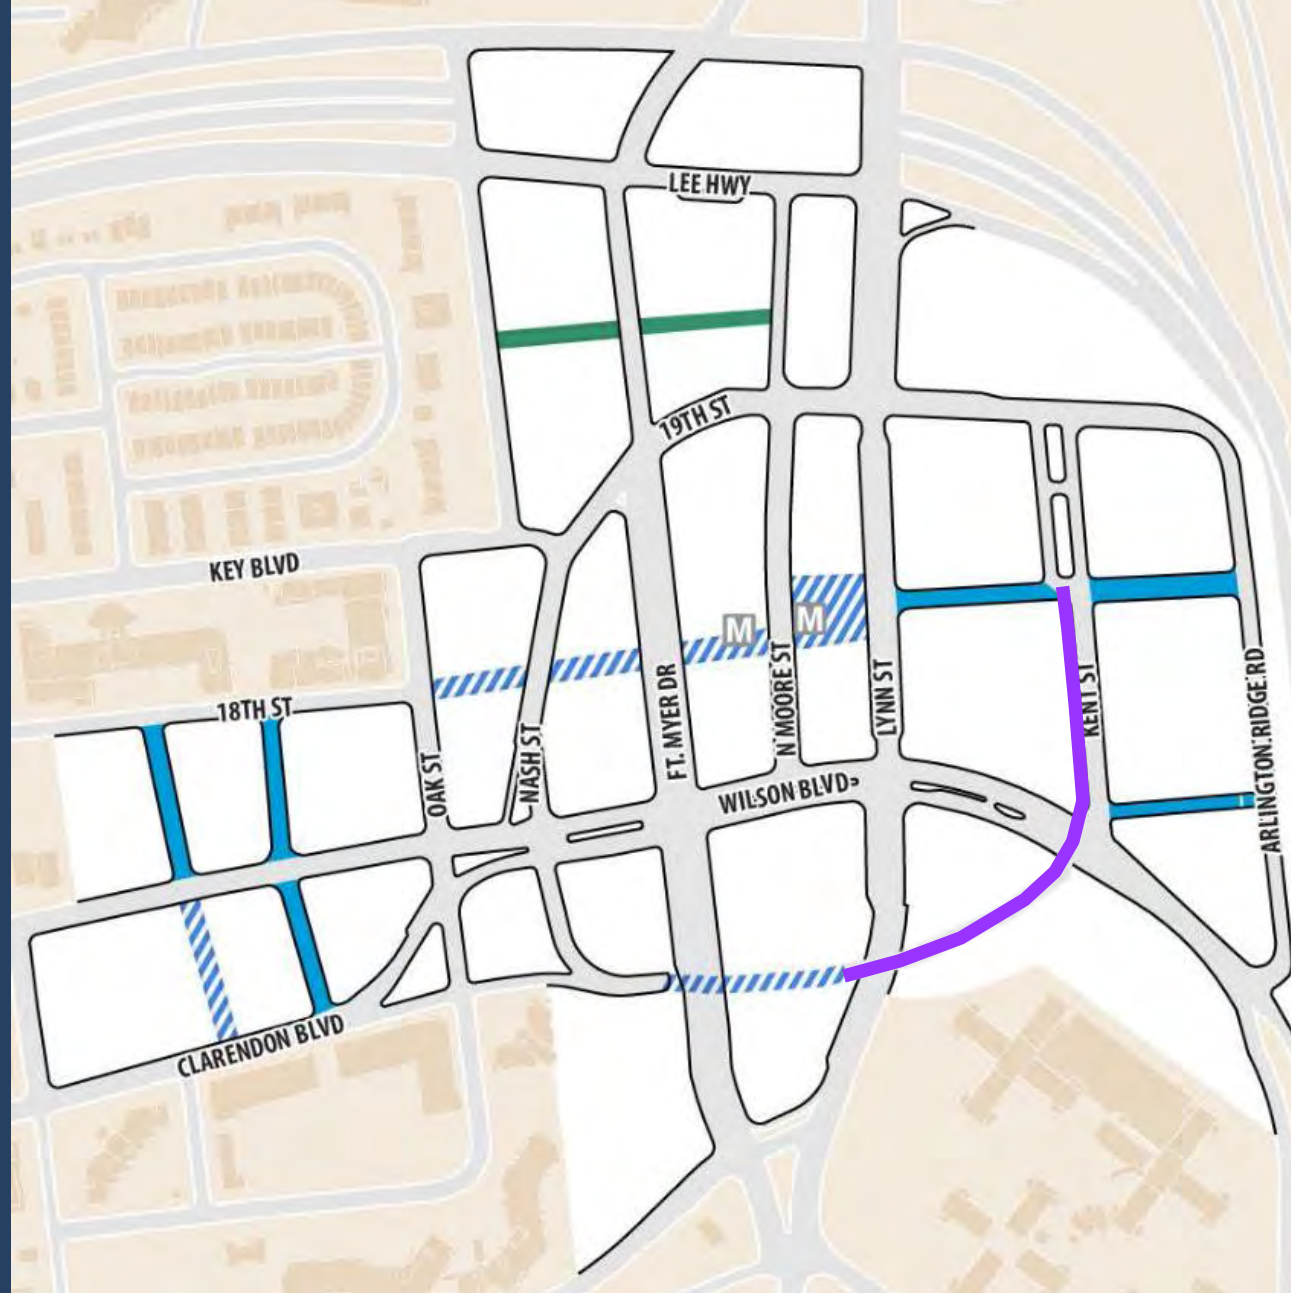 LEE HWY
19TH ST
KEY BLVD
M
M
18TH ST
OAK ST
NASH ST
FT. MYER DR
N MOORE ST
LYNN ST
KENT ST
ARLINGTON RIDGE RD
WILSON BLVD
CLARENDON BLVD